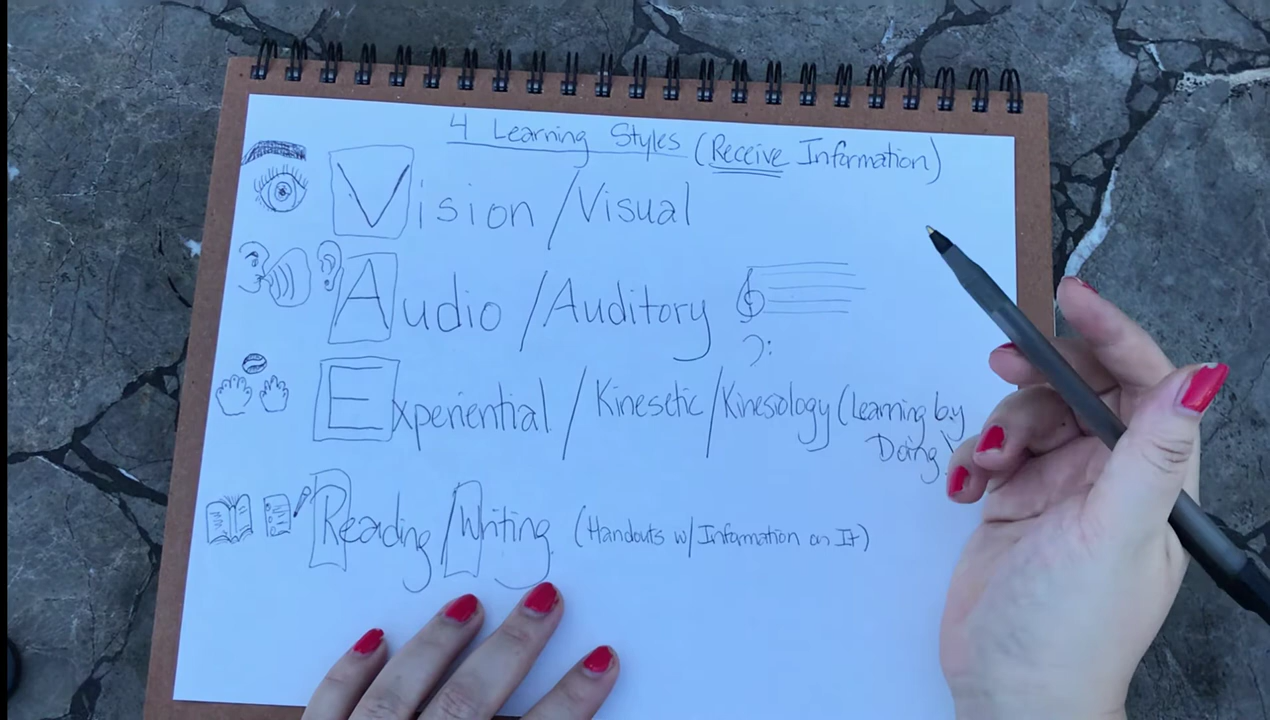 4 Learning Styles (Receive Information)
Vision / Visual
Audio / Auditory
Experiential / Kinesetic / Kinesiology (Learning by
Doing)
Reading / Writing (Handouts w/ Information on It)